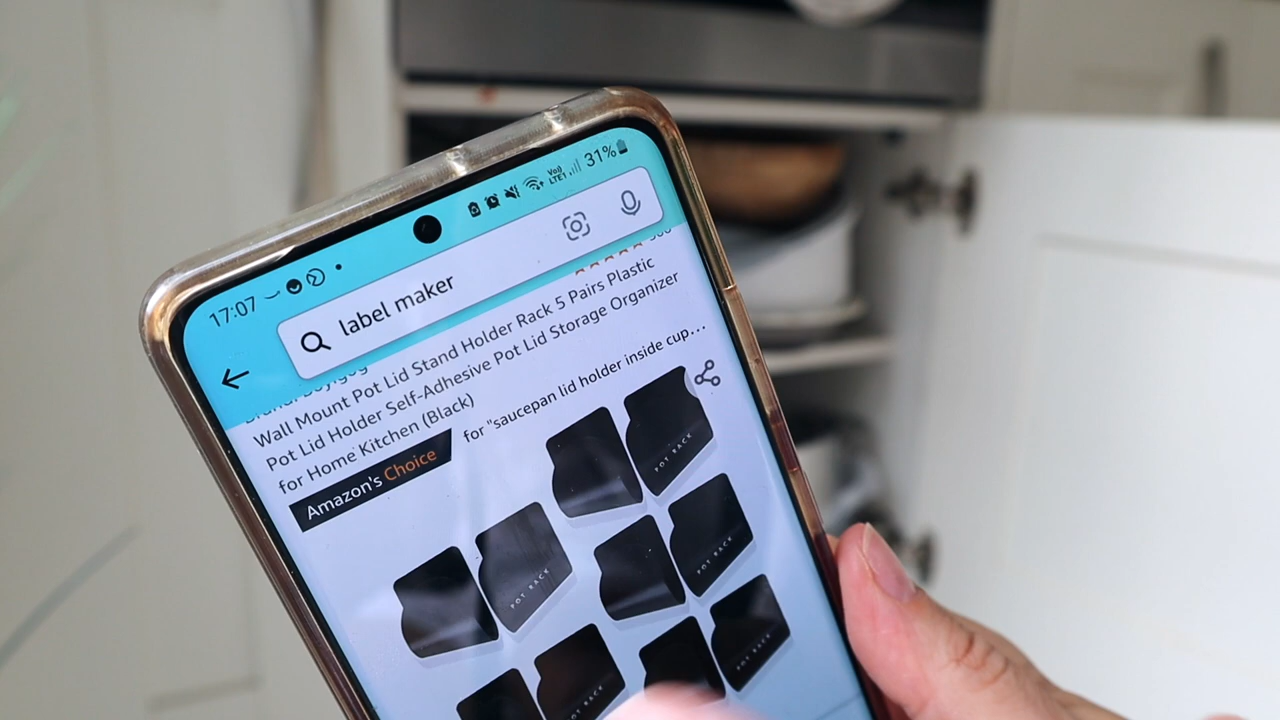 17:07
Vo)) LTE1 31%
label maker
Wall Mount Pot Lid Stand Holder Rack 5 Pairs Plastic
Pot Lid Holder Self-Adhesive Pot Lid Storage Organizer
for Home Kitchen (Black)
Amazon's Choice for "saucepan lid holder inside cup...
POT RACK
POT RACK
POT RACK
POT RACK
POT RACK